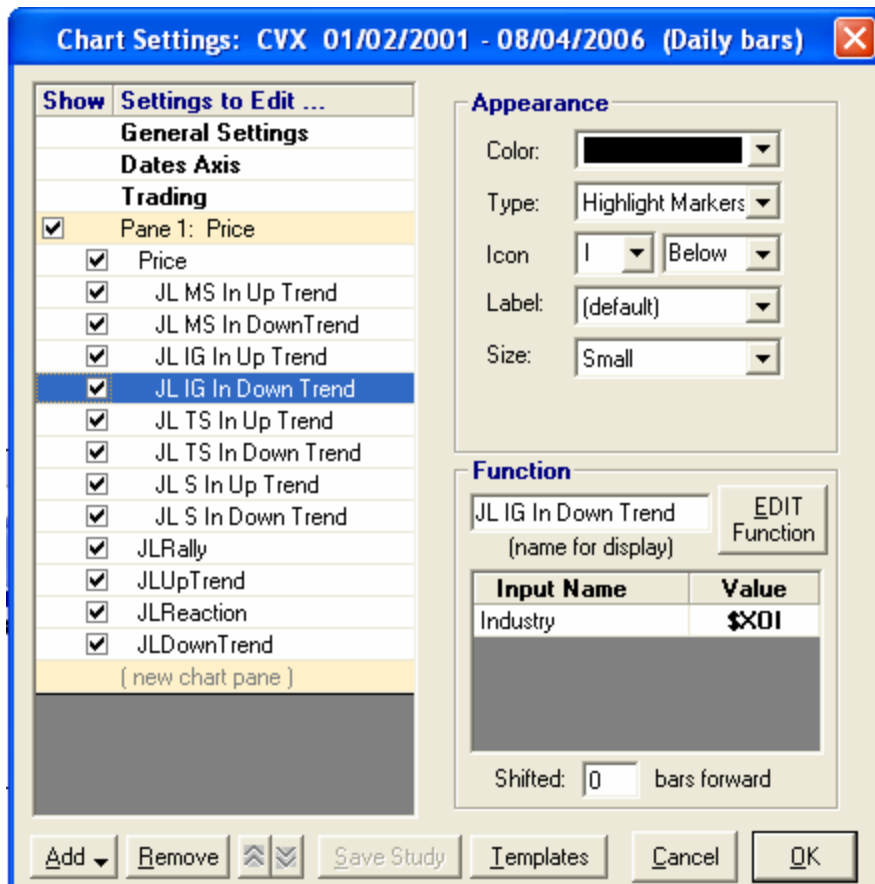 Chart Settings: CVX 01/02/2001 - 08/04/2006 (Daily bars)
Show Settings to Edit ...
General Settings
Dates Axis
Trading
Pane 1: Price
Price
JL MS In Up Trend
JL MS In DownTrend
JL IG In Up Trend
JL IG In Down Trend
JL TS In Up Trend
JL TS In Down Trend
JL S In Up Trend
JL S In Down Trend
JLRally
JLUpTrend
JLReaction
JLDownTrend
( new chart pane )
Appearance
Color:
Type: Highlight Markers
Icon l Below
Label: (default)
Size: Small
Function
JL IG In Down Trend
(name for display)
EDIT
Function
Input Name Value
Industry $XOI
Shifted: 0 bars forward
Add Remove Save Study Templates Cancel OK